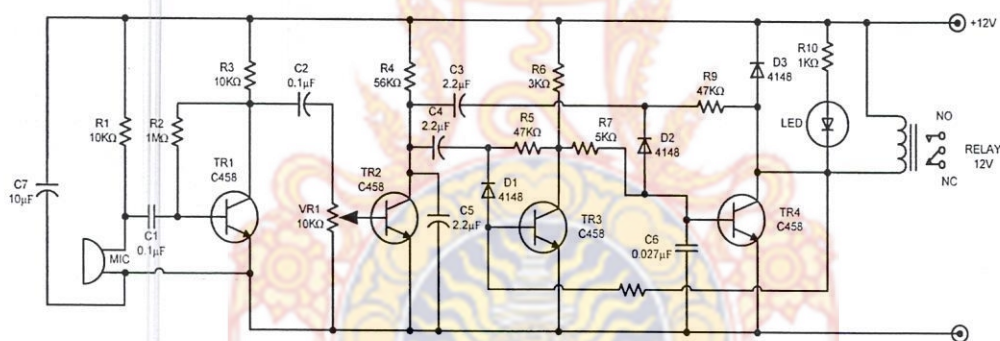 +12V
C7
10μF
R1
10KΩ
MIC
C1
0.1μF
R2
1MΩ
R3
10KΩ
TR1
C458
C2
0.1μF
VR1
10KΩ
R4
56KΩ
TR2
C458
C3
2.2μF
C4
2.2μF
C5
2.2μF
D1
4148
R5
47KΩ
R6
3KΩ
R7
5KΩ
TR3
C458
D2
4148
C6
0.027μF
R9
47KΩ
D3
4148
TR4
C458
R10
1KΩ
LED
NO
RELAY
12V
NC